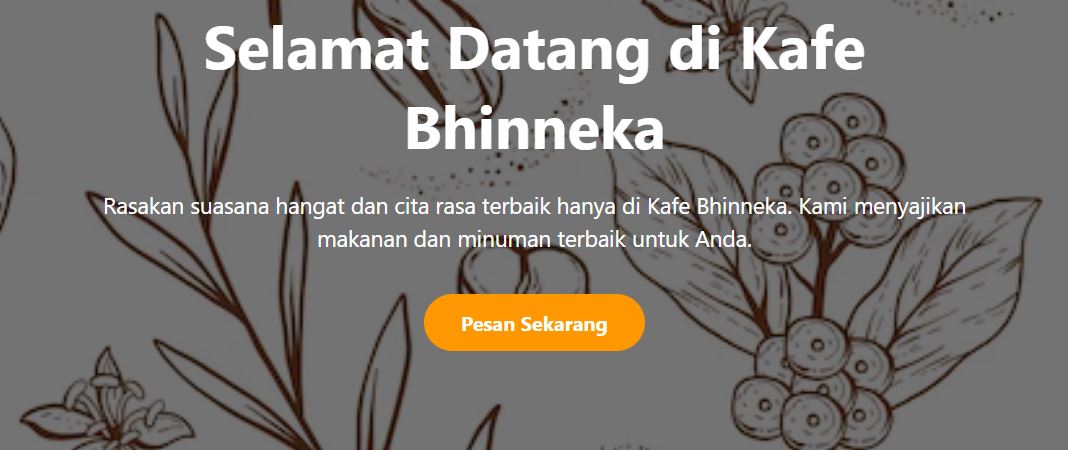 Selamat Datang di Kafe
Bhinneka
Rasakan suasana hangat dan cita rasa terbaik hanya di Kafe Bhinneka. Kami menyajikan
makanan dan minuman terbaik untuk Anda.
Pesan Sekarang